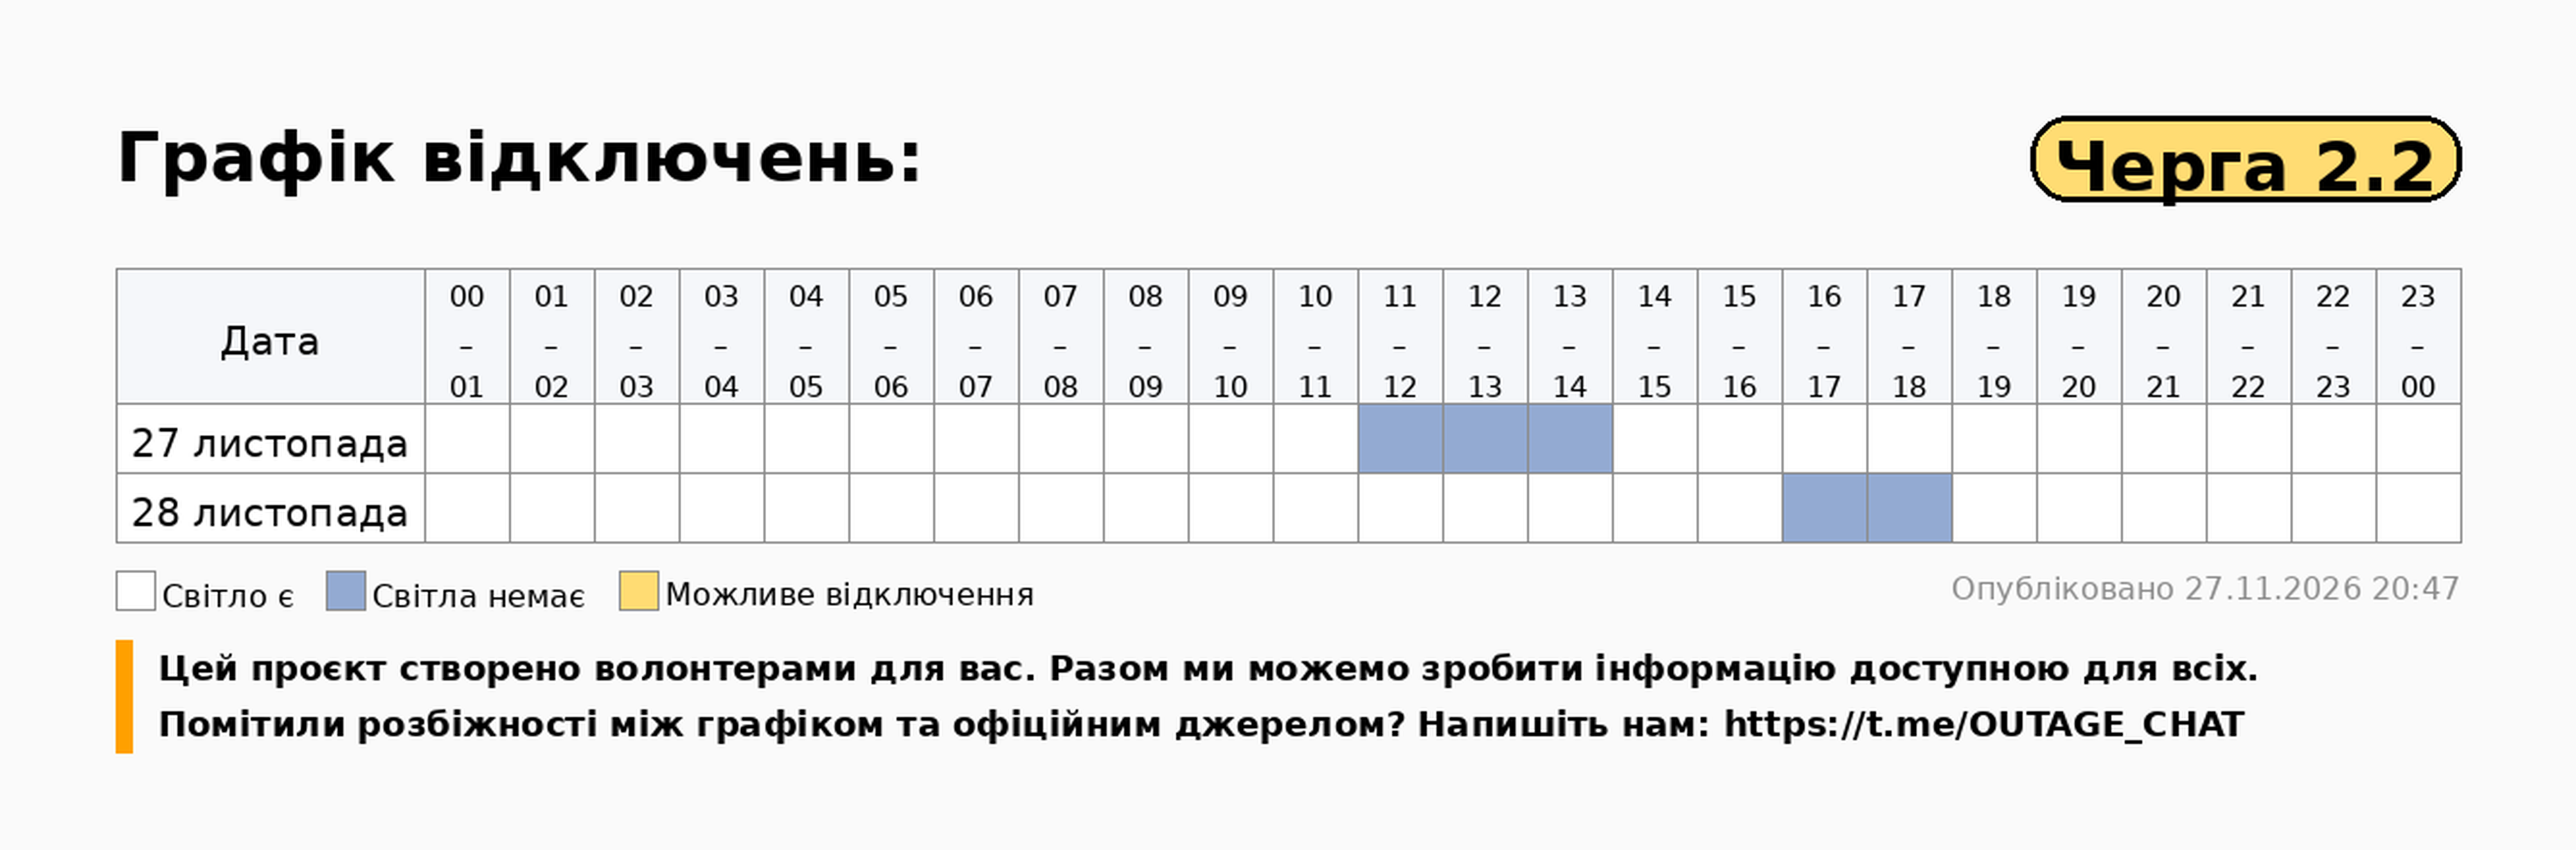 Графік відключень:
Черга 2.2
Дата 00 – 01 01 – 02 02 – 03 03 – 04 04 – 05 05 – 06 06 – 07 07 – 08 08 – 09 09 – 10 10 – 11 11 – 12 12 – 13 13 – 14 14 – 15 15 – 16 16 – 17 17 – 18 18 – 19 19 – 20 20 – 21 21 – 22 22 – 23 23 – 00
27 листопада
28 листопада
Світло є Світла немає Можливе відключення
Опубліковано 27.11.2026 20:47
Цей проєкт створено волонтерами для вас. Разом ми можемо зробити інформацію доступною для всіх.
Помітили розбіжності між графіком та офіційним джерелом? Напишіть нам: https://t.me/OUTAGE_CHAT